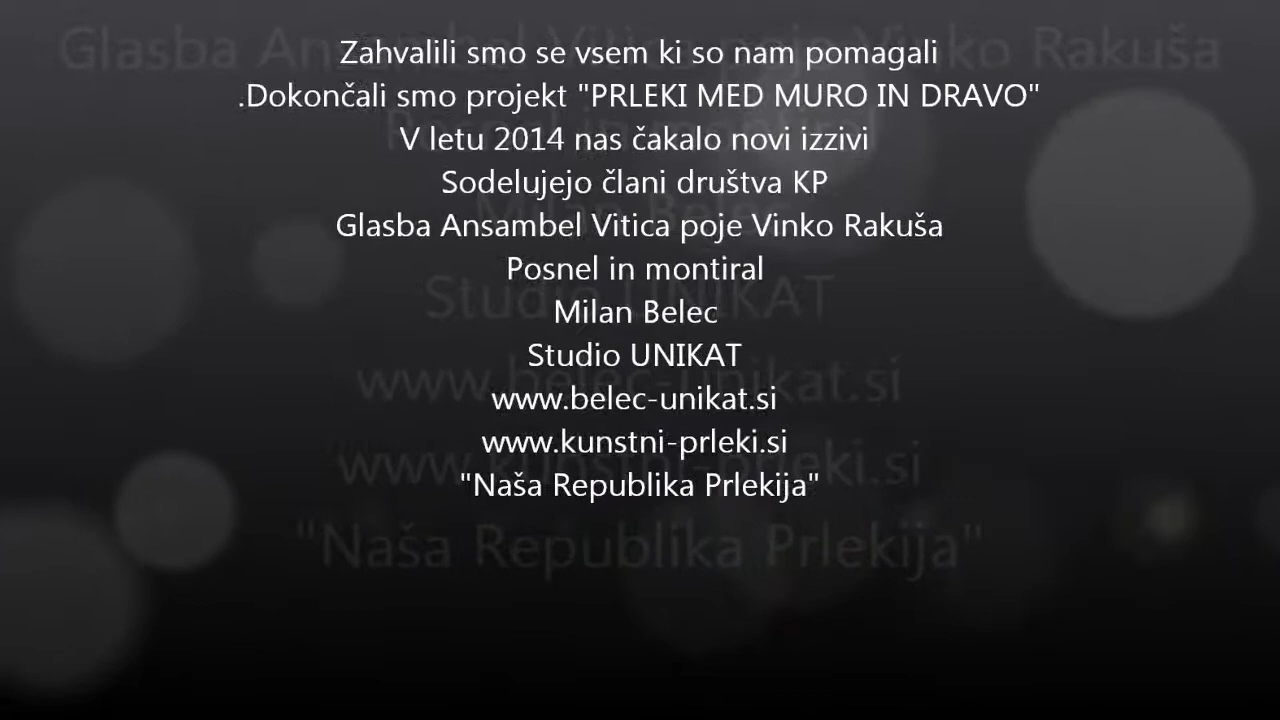 Zahvalili smo se vsem ki so nam pomagali
.Dokončali smo projekt "PRLEKI MED MURO IN DRAVO"
V letu 2014 nas čakalo novi izzivi
Sodelujejo člani društva KP
Glasba Ansambel Vitica poje Vinko Rakuša
Posnel in montiral
Milan Belec
Studio UNIKAT
www.belec-unikat.si
www.kunstni-prleki.si
"Naša Republika Prlekija"